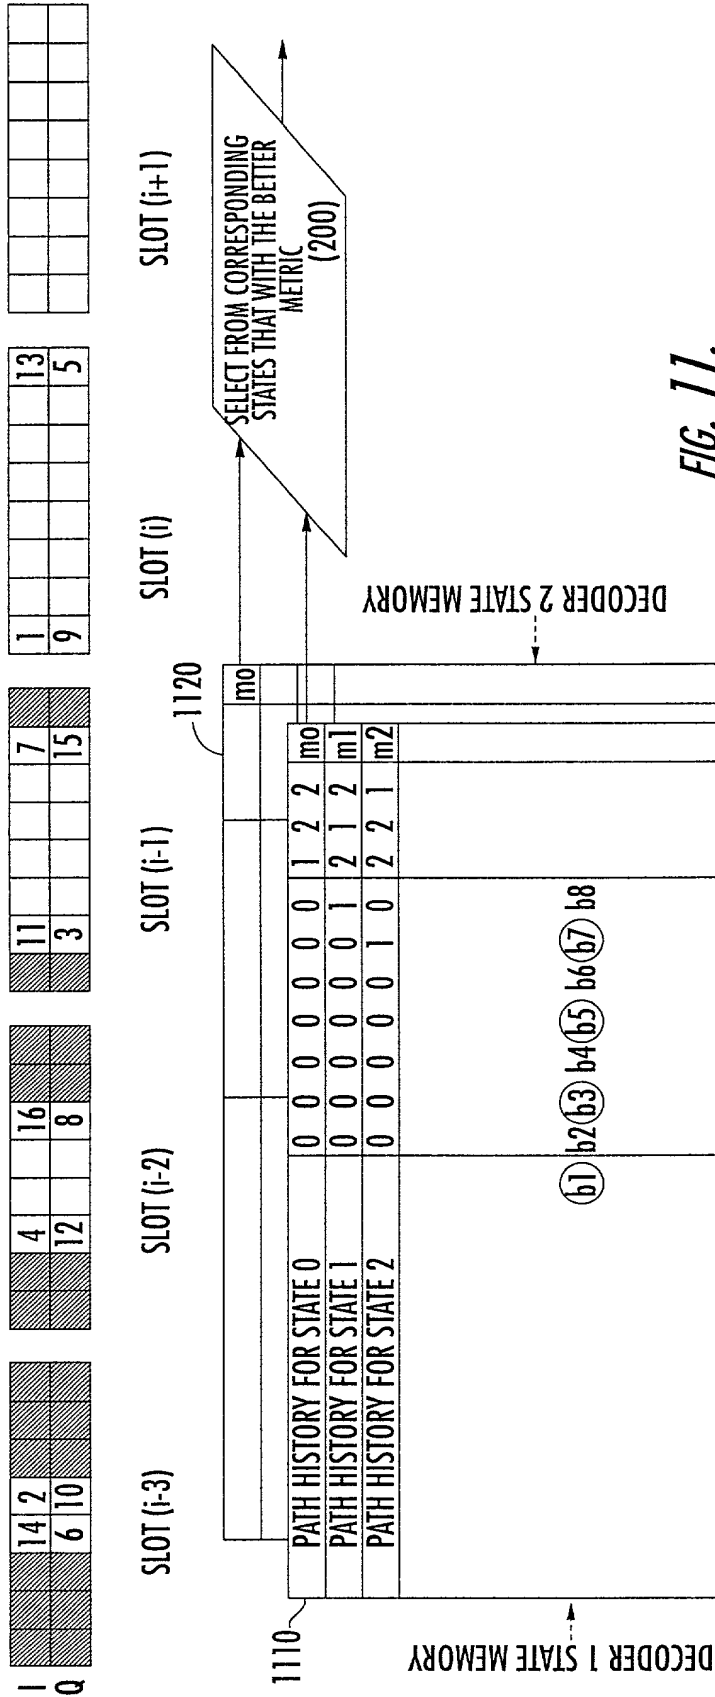 I 14 2 4 16 11 7 1 13
Q 6 10 12 8 3 15 9 5
SLOT (i-3) SLOT (i-2) SLOT (i-1) SLOT (i) SLOT (i+1)
1120
mo
SELECT FROM CORRESPONDING
STATES THAT WITH THE BETTER
METRIC
(200)
1110
PATH HISTORY FOR STATE 0 0 0 0 0 0 0 0 1 2 2 mo
PATH HISTORY FOR STATE 1 0 0 0 0 0 0 1 2 1 2 m1
PATH HISTORY FOR STATE 2 0 0 0 0 0 1 0 2 2 1 m2
b1 b2 b3 b4 b5 b6 b7 b8
DECODER 1 STATE MEMORY
DECODER 2 STATE MEMORY
FIG. 11.